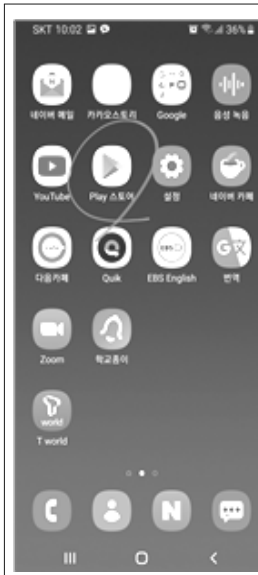 SKT 10:02 36%
네이버 메일 카카오스토리 Google 음성 녹음
YouTube Play 스토어 설정 네이버 카페
다음카페 Quik EBS English 번역
Zoom 학교종이
world
T world